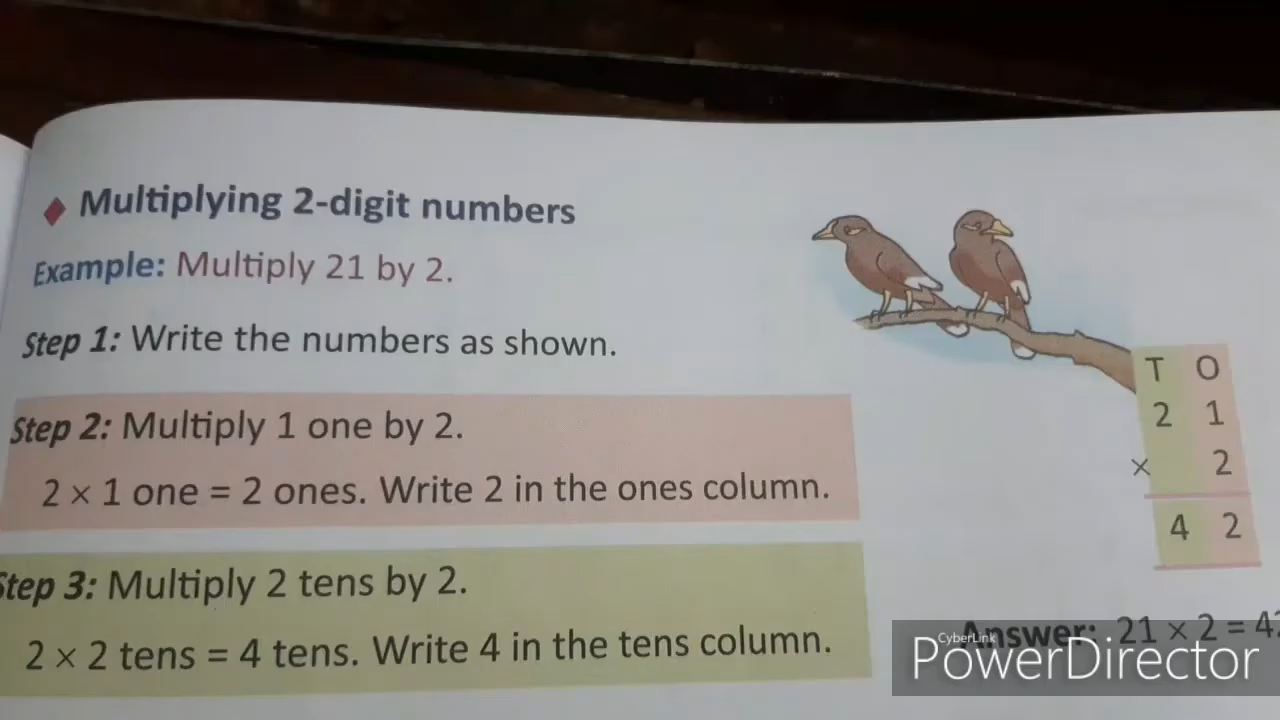 Multiplying 2-digit numbers
Example: Multiply 21 by 2.
Step 1: Write the numbers as shown.
Step 2: Multiply 1 one by 2.
2 × 1 one = 2 ones. Write 2 in the ones column.
Step 3: Multiply 2 tens by 2.
2 × 2 tens = 4 tens. Write 4 in the tens column.
T O
2 1
× 2
4 2
Answer: 21 × 2 = 4
CyberLink
PowerDirector